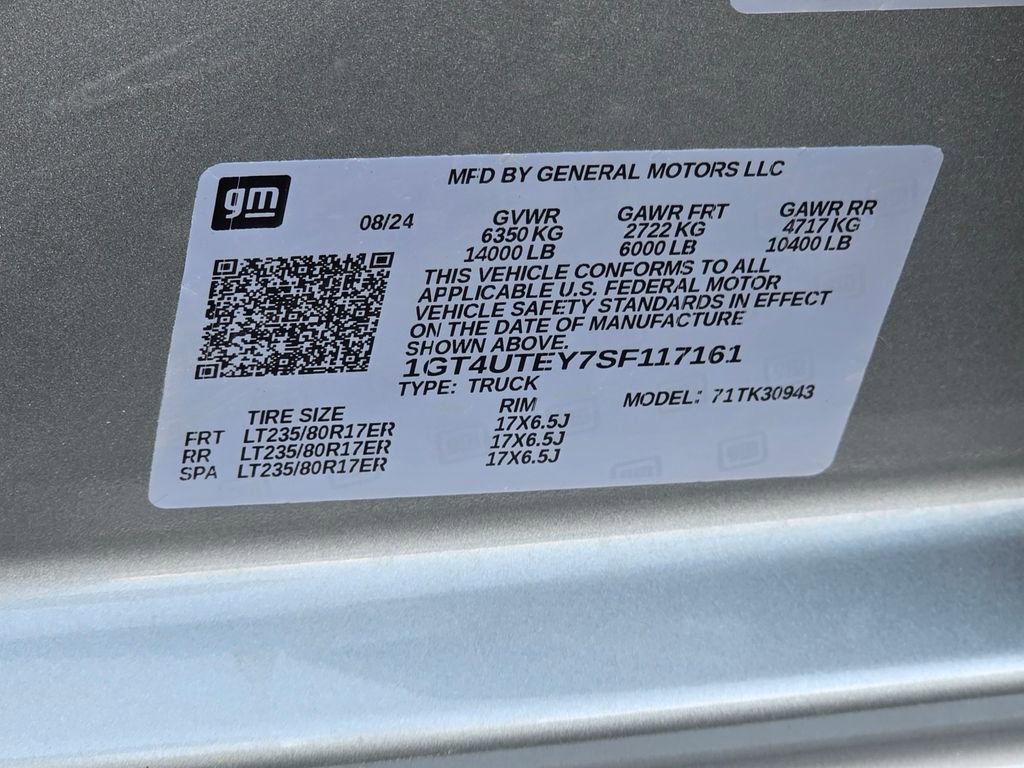 gm
MFD BY GENERAL MOTORS LLC
08/24 GVWR GAWR FRT GAWR RR
6350 KG 2722 KG 4717 KG
14000 LB 6000 LB 10400 LB
THIS VEHICLE CONFORMS TO ALL
APPLICABLE U.S. FEDERAL MOTOR
VEHICLE SAFETY STANDARDS IN EFFECT
ON THE DATE OF MANUFACTURE
SHOWN ABOVE.
1GT4UTEY7SF117161
TYPE: TRUCK
MODEL: 71TK30943
TIRE SIZE RIM
FRT LT235/80R17ER 17X6.5J
RR LT235/80R17ER 17X6.5J
SPA LT235/80R17ER 17X6.5J